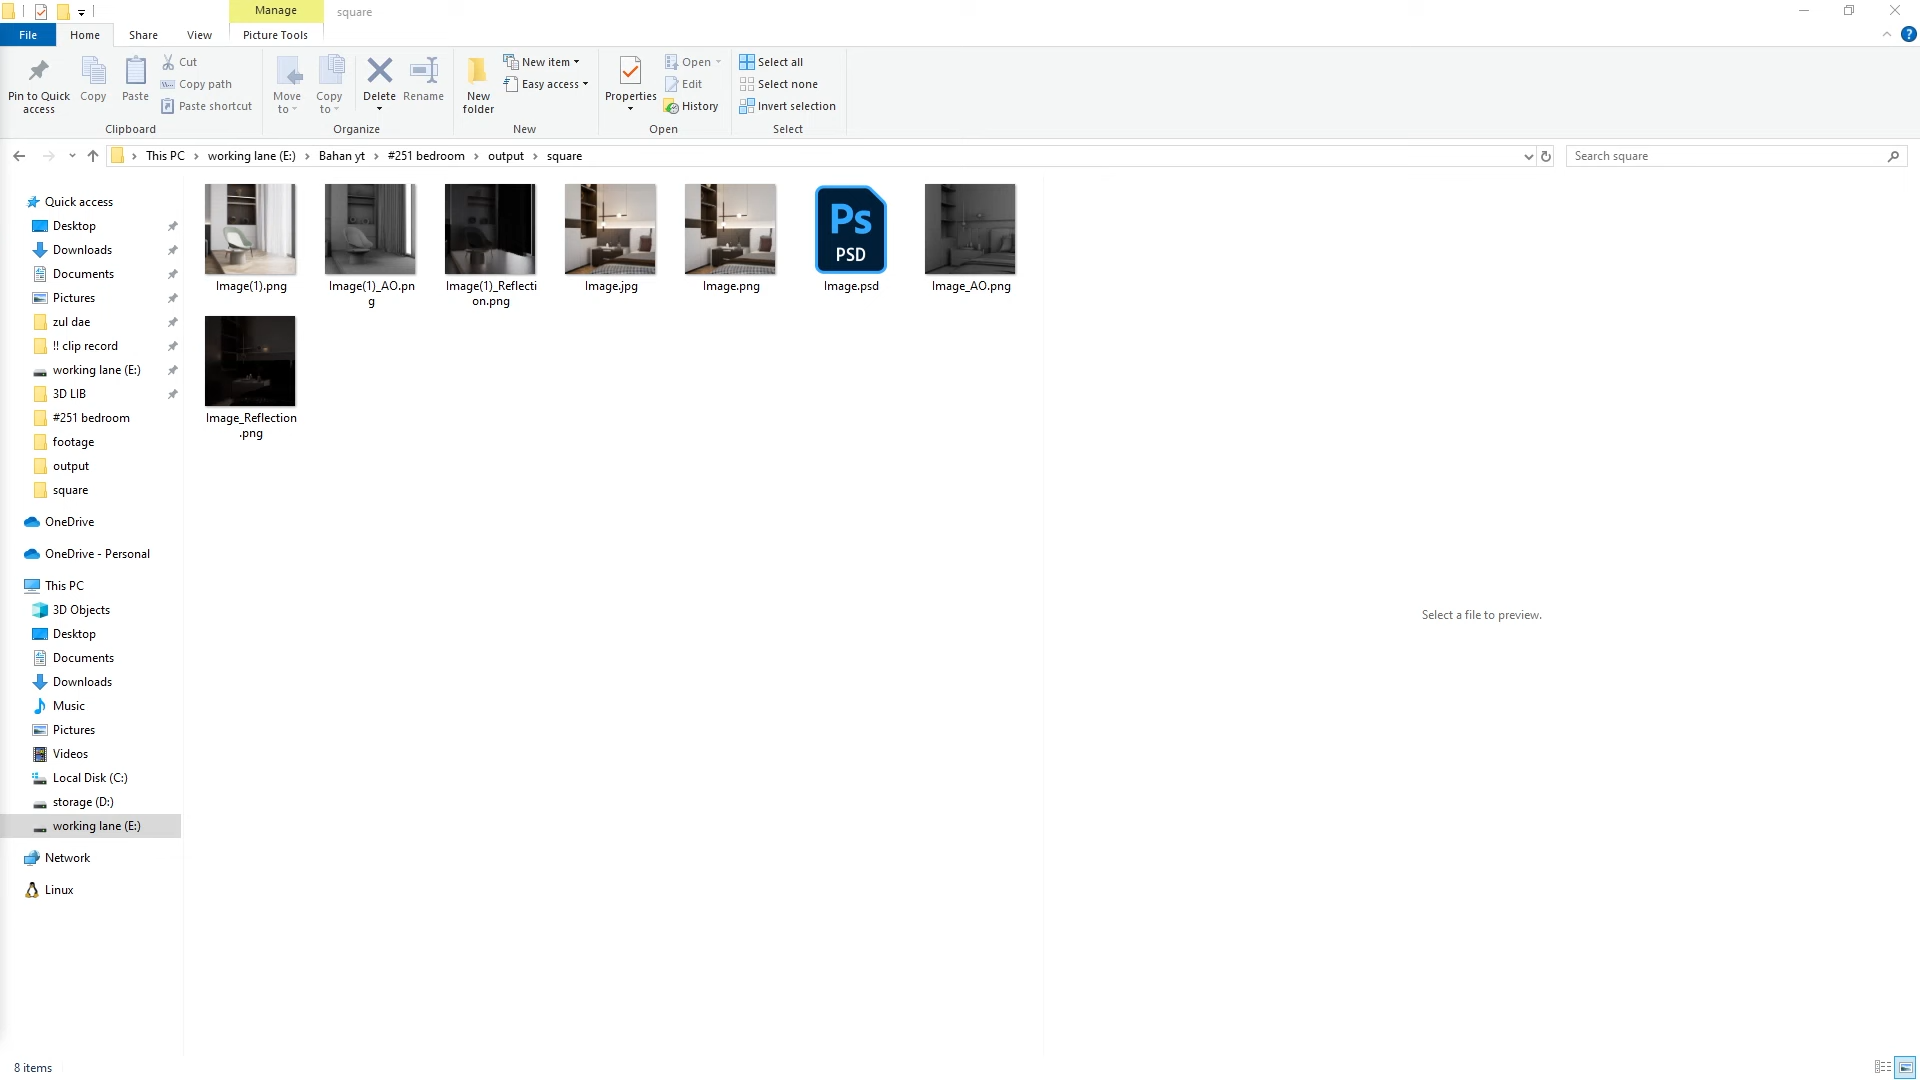 Manage
square
File
Home
Share
View
Picture Tools
Pin to Quick access
Copy
Paste
Cut
Copy path
Paste shortcut
Clipboard
Move to
Copy to
Delete
Rename
Organize
New folder
New item
Easy access
New
Properties
Open
Edit
History
Open
Select all
Select none
Invert selection
Select
This PC
working lane (E:)
Bahan yt
#251 bedroom
output
square
Search square
Quick access
Desktop
Downloads
Documents
Pictures
zul dae
!! clip record
working lane (E:)
3D LIB
#251 bedroom
footage
output
square
OneDrive
OneDrive - Personal
This PC
3D Objects
Desktop
Documents
Downloads
Music
Pictures
Videos
Local Disk (C:)
storage (D:)
working lane (E:)
Network
Linux
Image(1).png
Image(1)_AO.pn
g
Image(1)_Reflecti
on.png
Image.jpg
Image.png
Ps
PSD
Image.psd
Image_AO.png
Image_Reflection
.png
Select a file to preview.
8 items